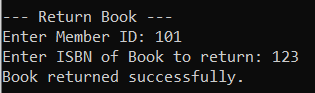 --- Return Book ---
Enter Member ID: 101
Enter ISBN of Book to return: 123
Book returned successfully.